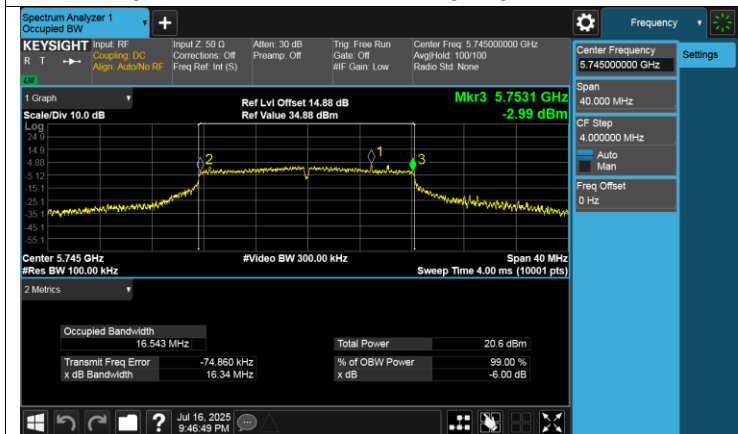 Spectrum Analyzer 1
Occupied BW
Frequency
KEYSIGHT
R T
LXI
Input: RF
Coupling: DC
Align: Auto/No RF
Input Z: 50 Ω
Corrections: Off
Freq Ref: Int (S)
Atten: 30 dB
Preamp: Off
Trig: Free Run
Gate: Off
#IF Gain: Low
Center Freq: 5.745000000 GHz
Avg|Hold: 100/100
Radio Std: None
Center Frequency
5.745000000 GHz
Settings
Span
40.000 MHz
CF Step
4.000000 MHz
Auto
Man
Freq Offset
0 Hz
1 Graph
Scale/Div 10.0 dB
Ref Lvl Offset 14.88 dB
Ref Value 34.88 dBm
Mkr3 5.7531 GHz
-2.99 dBm
Log
24.9
14.9
4.88
-5.12
-15.1
-25.1
-35.1
-45.1
-55.1
2
1
3
Center 5.745 GHz
#Video BW 300.00 kHz
Span 40 MHz
#Res BW 100.00 kHz
Sweep Time 4.00 ms (10001 pts)
2 Metrics
Occupied Bandwidth
16.543 MHz
Total Power 20.6 dBm
Transmit Freq Error -74.860 kHz
% of OBW Power 99.00 %
x dB Bandwidth 16.34 MHz
x dB -6.00 dB
?
Jul 16, 2025
9:46:49 PM